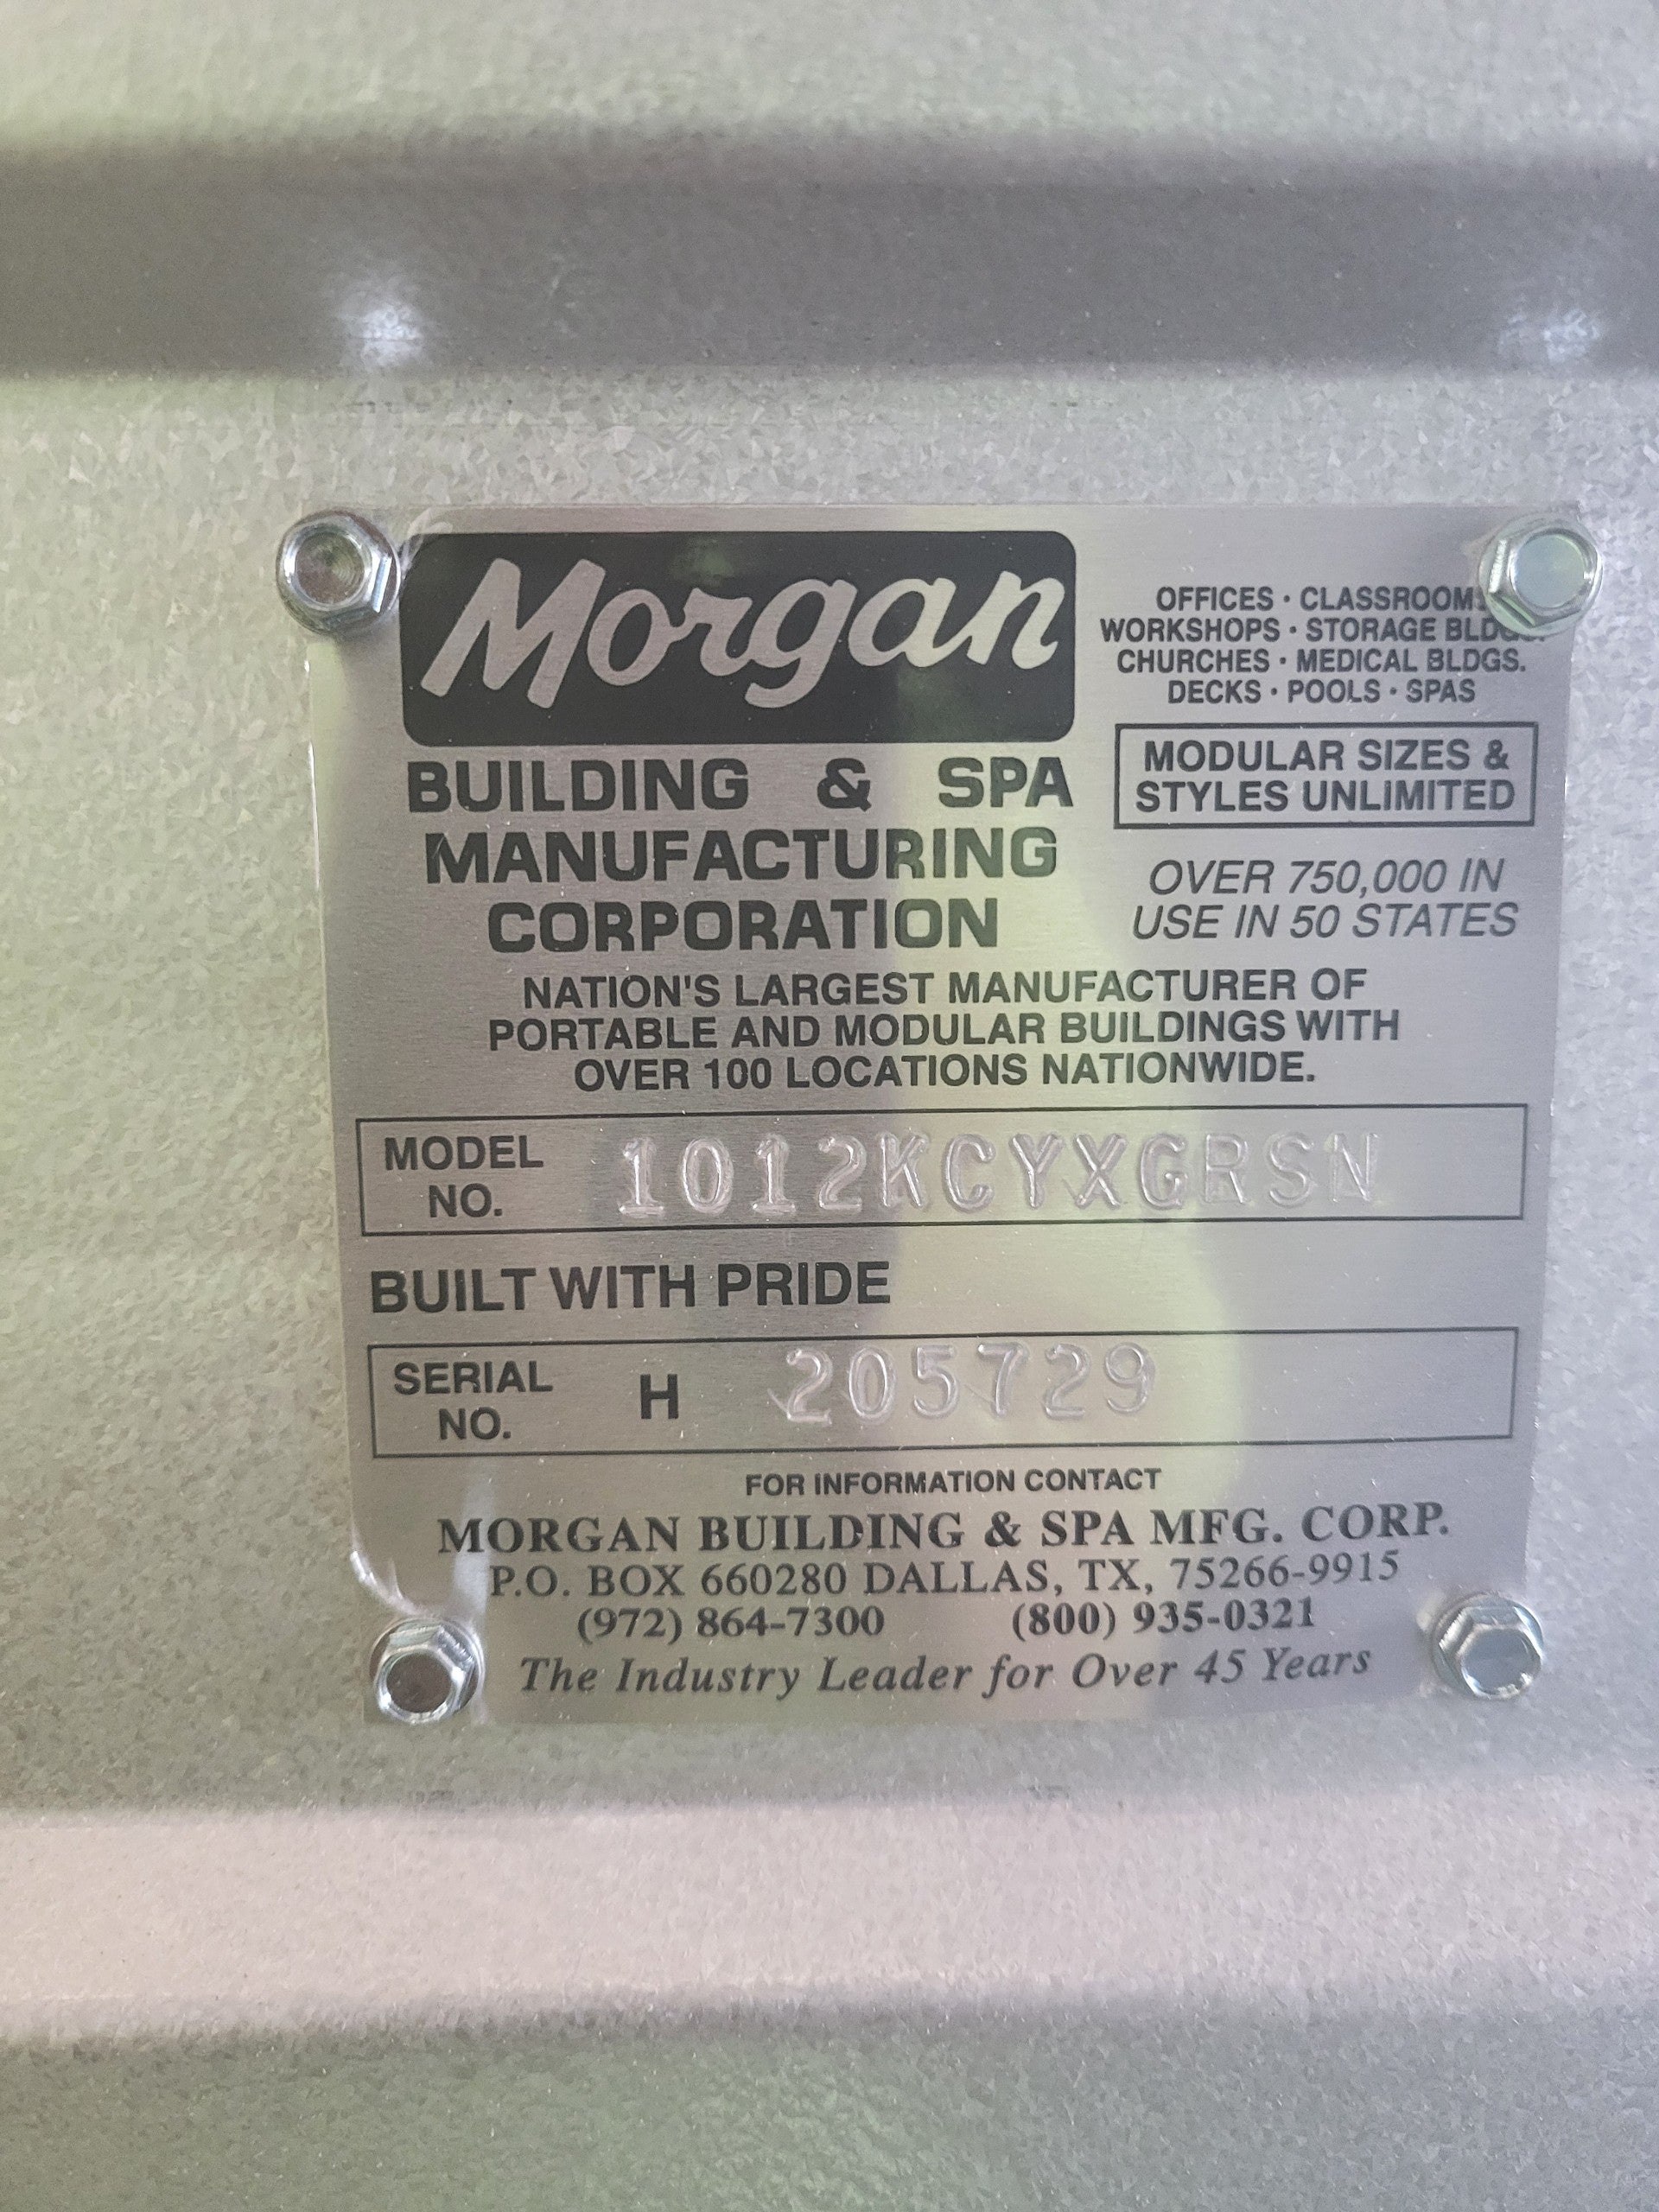 Morgan
BUILDING & SPA
MANUFACTURING
CORPORATION
OFFICES · CLASSROOMS
WORKSHOPS · STORAGE BLDGS.
CHURCHES · MEDICAL BLDGS.
DECKS · POOLS · SPAS
MODULAR SIZES &
STYLES UNLIMITED
OVER 750,000 IN
USE IN 50 STATES
NATION'S LARGEST MANUFACTURER OF
PORTABLE AND MODULAR BUILDINGS WITH
OVER 100 LOCATIONS NATIONWIDE.
MODEL
NO.
1012KCYXGRSN
BUILT WITH PRIDE
SERIAL
NO.
H 205729
FOR INFORMATION CONTACT
MORGAN BUILDING & SPA MFG. CORP.
P.O. BOX 660280 DALLAS, TX, 75266-9915
(972) 864-7300 (800) 935-0321
The Industry Leader for Over 45 Years